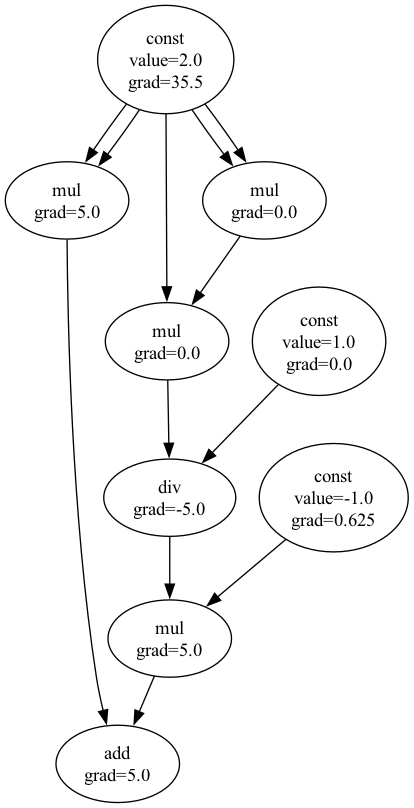 const
value=2.0
grad=35.5
mul
grad=5.0
mul
grad=0.0
mul
grad=0.0
const
value=1.0
grad=0.0
div
grad=-5.0
const
value=-1.0
grad=0.625
mul
grad=5.0
add
grad=5.0